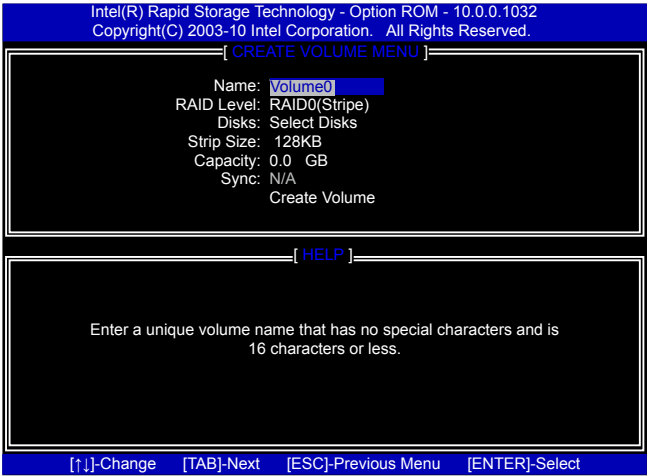 Intel(R) Rapid Storage Technology - Option ROM - 10.0.0.1032
Copyright(C) 2003-10 Intel Corporation. All Rights Reserved.
[ CREATE VOLUME MENU ]
Name: Volume0
RAID Level: RAID0(Stripe)
Disks: Select Disks
Strip Size: 128KB
Capacity: 0.0 GB
Sync: N/A
Create Volume
[ HELP ]
Enter a unique volume name that has no special characters and is
16 characters or less.
[↑↓]-Change [TAB]-Next [ESC]-Previous Menu [ENTER]-Select